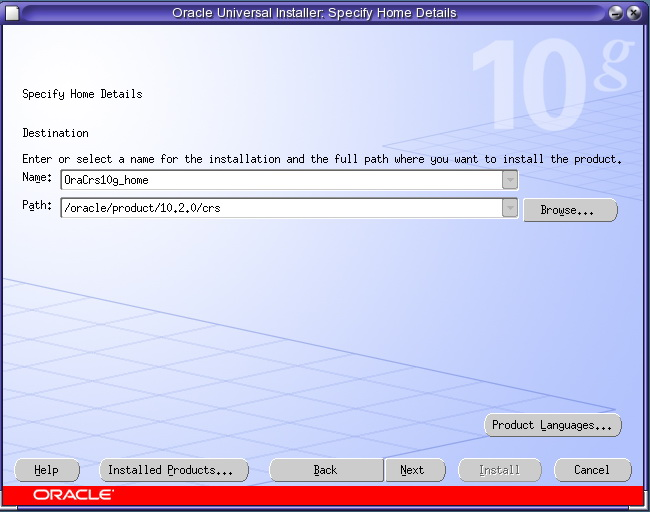 Oracle Universal Installer: Specify Home Details
10g
Specify Home Details
Destination
Enter or select a name for the installation and the full path where you want to install the product.
Name: OraCrs10g_home
Path: /oracle/product/10.2.0/crs Browse...
Product Languages...
Help Installed Products... Back Next Install Cancel
ORACLE